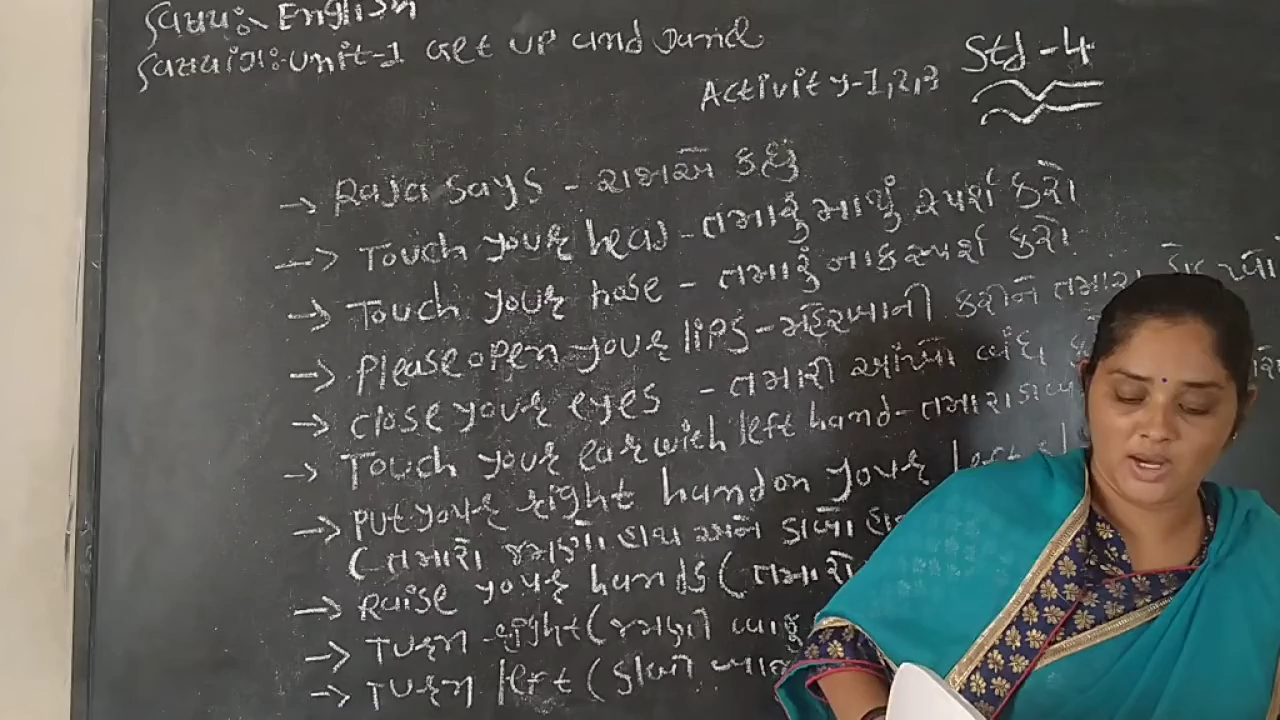 વિષય: English
વિષયાંગ: Unit-1 Get up and
Activity-1,2,3
Std-4
→ Raja says - રાજાએ કહ્યું
→ Touch your head - તમારું માથું સ્પર્શ કરો
→ Touch your nose - તમારું નાક સ્પર્શ કરો
→ Please open your lips - મહેરબાની કરીને તમારા
→ close your eyes - તમારી આંખો બંધ
→ Touch your ear with left hand - તમારા
→ put your right hand on your
(તમારો જમણો હાથ અને ડાબો
→ Raise your hands (તમારો
→ Turn right (જમણી બાજુ
→ Turn left (ડાબી